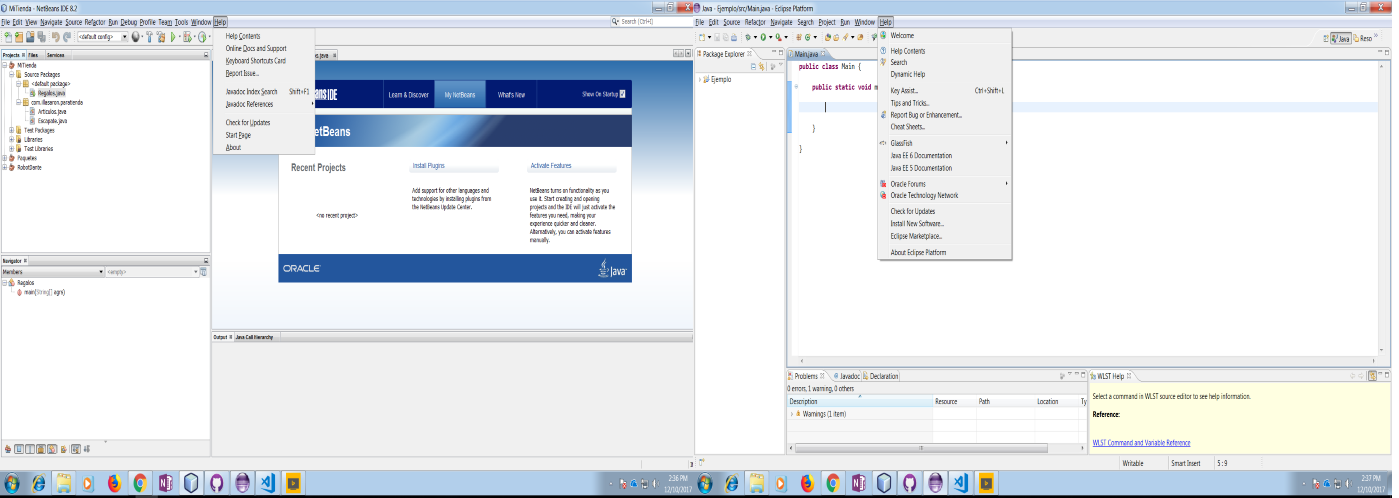 MiTienda - NetBeans IDE 8.2
File Edit View Navigate Source Refactor Run Debug Profile Team Tools Window Help
Search (Ctrl+I)
<default config>
Help Contents
Online Docs and Support
Keyboard Shortcuts Card
Report Issue...
Javadoc Index Search Shift+F1
Javadoc References
Check for Updates
Start Page
About
Projects Files Services
MiTienda
Source Packages
<default package>
Regalos.java
com.illasaron.paratienda
Articulos.java
Escapate.java
Test Packages
Libraries
Test Libraries
Paquetes
RobotDante
Learn & Discover My NetBeans What's New Show On Startup
NetBeans
Recent Projects
<no recent project>
Install Plugins
Add support for other languages and
technologies by installing plugins from
the NetBeans Update Center.
Activate Features
NetBeans turns on functionality as you
use it. Start creating and opening
projects and the IDE will just activate the
features you need, making your
experience quicker and cleaner.
Alternatively, you can activate features
manually.
ORACLE
Java
Navigator
Members <empty>
Regalos
main(String[] agrs)
Output Java Call Hierarchy
2:36 PM
12/10/2017
Java - Ejemplo/src/Main.java - Eclipse Platform
File Edit Source Refactor Navigate Search Project Run Window Help
Java Reso
Package Explorer
Ejemplo
Main.java
public class Main {
public static void m
}
}
Welcome
Help Contents
Search
Dynamic Help
Key Assist... Ctrl+Shift+L
Tips and Tricks...
Report Bug or Enhancement...
Cheat Sheets...
GlassFish
Java EE 6 Documentation
Java EE 5 Documentation
Oracle Forums
Oracle Technology Network
Check for Updates
Install New Software...
Eclipse Marketplace...
About Eclipse Platform
Problems Javadoc Declaration
0 errors, 1 warning, 0 others
Description Resource Path Location Ty
Warnings (1 item)
WLST Help
Select a command in WLST source editor to see help information.
Reference:
WLST Command and Variable Reference
Writable Smart Insert 5 : 9
2:37 PM
12/10/2017